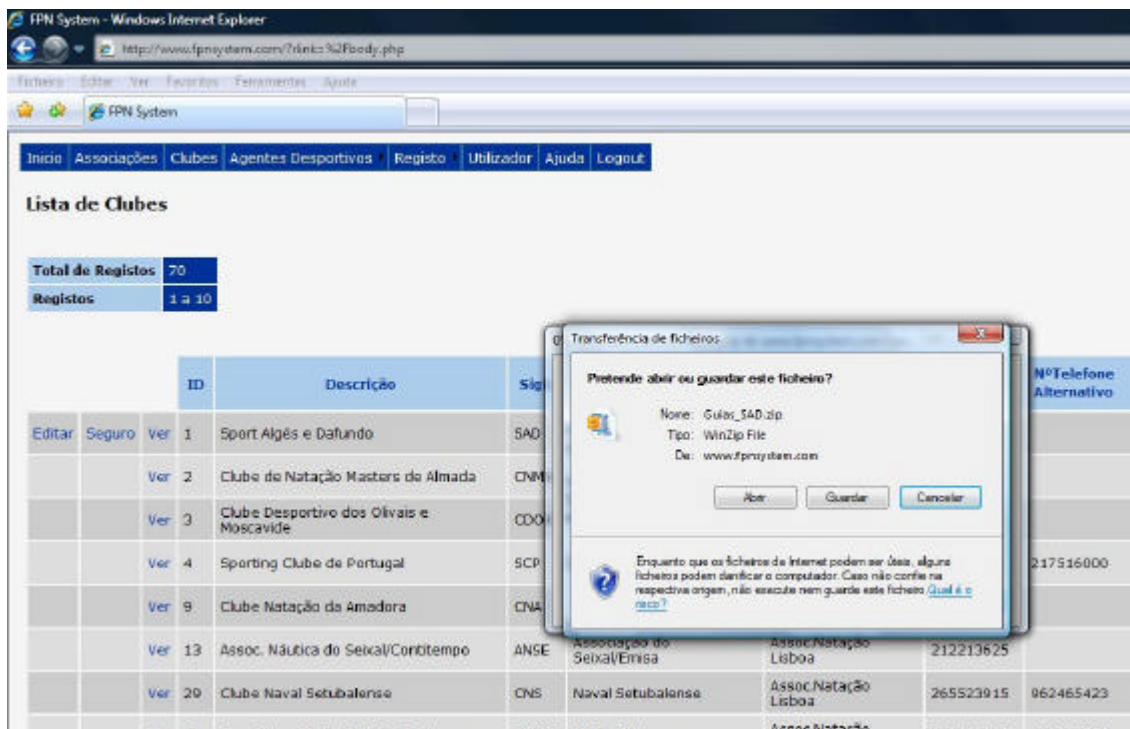 FPN System - Windows Internet Explorer
http://www.fpnsystem.com/?rlink=%2Fbody.php
Ficheiro Editar Ver Favoritos Ferramentas Ajuda
FPN System
Inicio Associações Clubes Agentes Desportivos Registo Utilizador Ajuda Logout
Lista de Clubes
Total de Registos 70
Registos 1 a 10
Transferência de ficheiros
Pretende abrir ou guardar este ficheiro?
Nome: Guias_SAD.zip
Tipo: WinZip File
De: www.fpnsystem.com
Abrir Guardar Cancelar
Enquanto que os ficheiros da Internet podem ser úteis, alguns
ficheiros podem danificar o computador. Caso não confie na
respectiva origem, não execute nem guarde este ficheiro. Qual é o
risco?
ID Descrição NºTelefone
Alternativo
Editar Seguro Ver 1 Sport Algés e Dafundo SAD
Ver 2 Clube de Natação Masters de Almada CNM
Ver 3 Clube Desportivo dos Olivais e
Moscavide CDO
Ver 4 Sporting Clube de Portugal SCP 217516000
Ver 9 Clube Natação da Amadora CNA
Ver 13 Assoc. Náutica do Seixal/Contitempo ANSE Associação do
Seixal/Emisa Assoc.Natação
Lisboa 212213625
Ver 29 Clube Naval Setubalense CNS Naval Setubalense Assoc.Natação
Lisboa 265523915 962465423